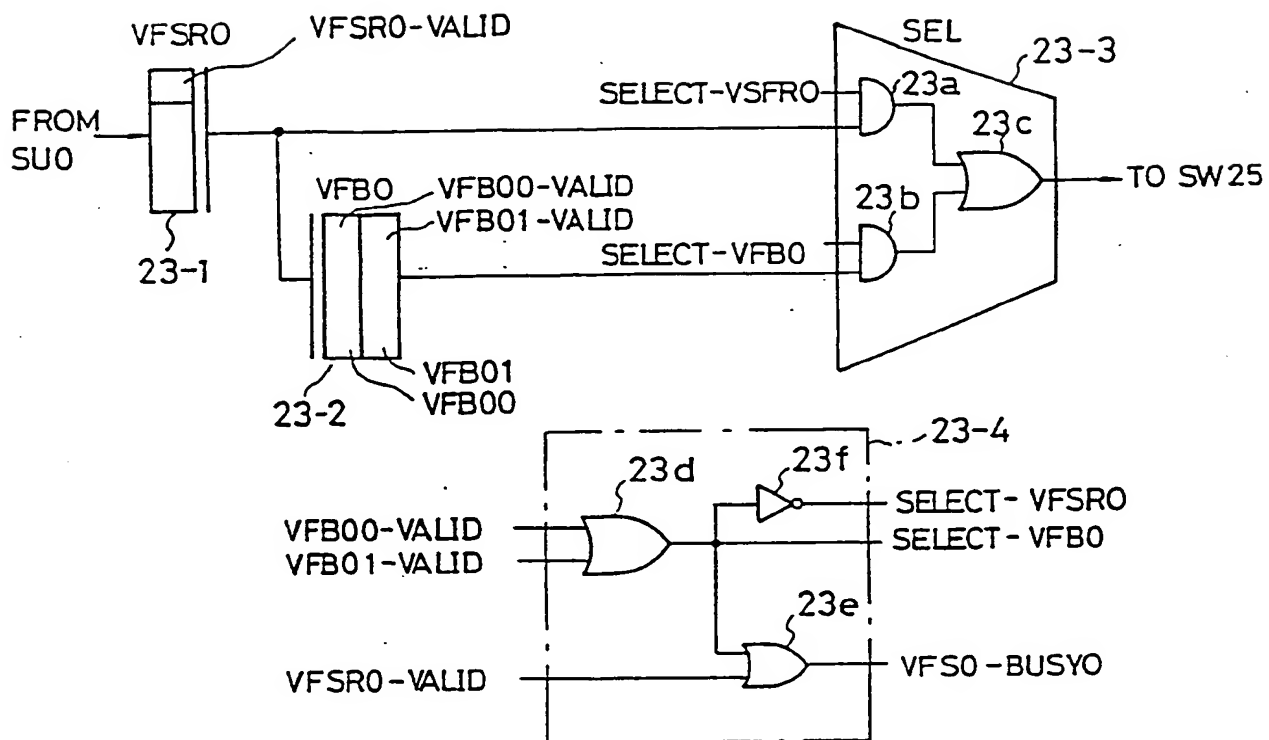 VFSR0
VFSR0-VALID
FROM
SU0
23-1
VFB0
VFB00-VALID
VFB01-VALID
VFB01
VFB00
23-2
SEL
23-3
SELECT-VSFR0
23a
23c
TO SW25
23b
SELECT-VFB0
23-4
23d
23f
SELECT-VFSR0
VFB00-VALID
SELECT-VFB0
VFB01-VALID
23e
VFSR0-VALID
VFS0-BUSY0